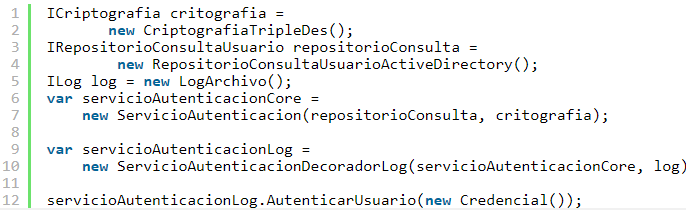 1 ICriptografia critografia =
2 new CriptografiaTripleDes();
3 IRepositorioConsultaUsuario repositorioConsulta =
4 new RepositorioConsultaUsuarioActiveDirectory();
5 ILog log = new LogArchivo();
6 var servicioAutenticacionCore =
7 new ServicioAutenticacion(repositorioConsulta, critografia);
8
9 var servicioAutenticacionLog =
10 new ServicioAutenticacionDecoradorLog(servicioAutenticacionCore, log)
11
12 servicioAutenticacionLog.AutenticarUsuario(new Credencial());